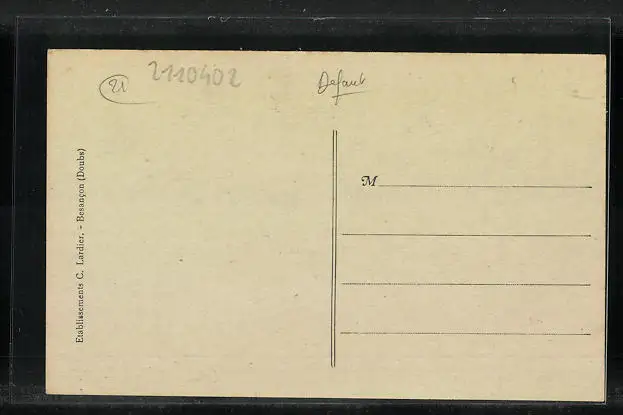 21
2110402
Defaut
M
Etablissements C. Lardier. - Besançon (Doubs)